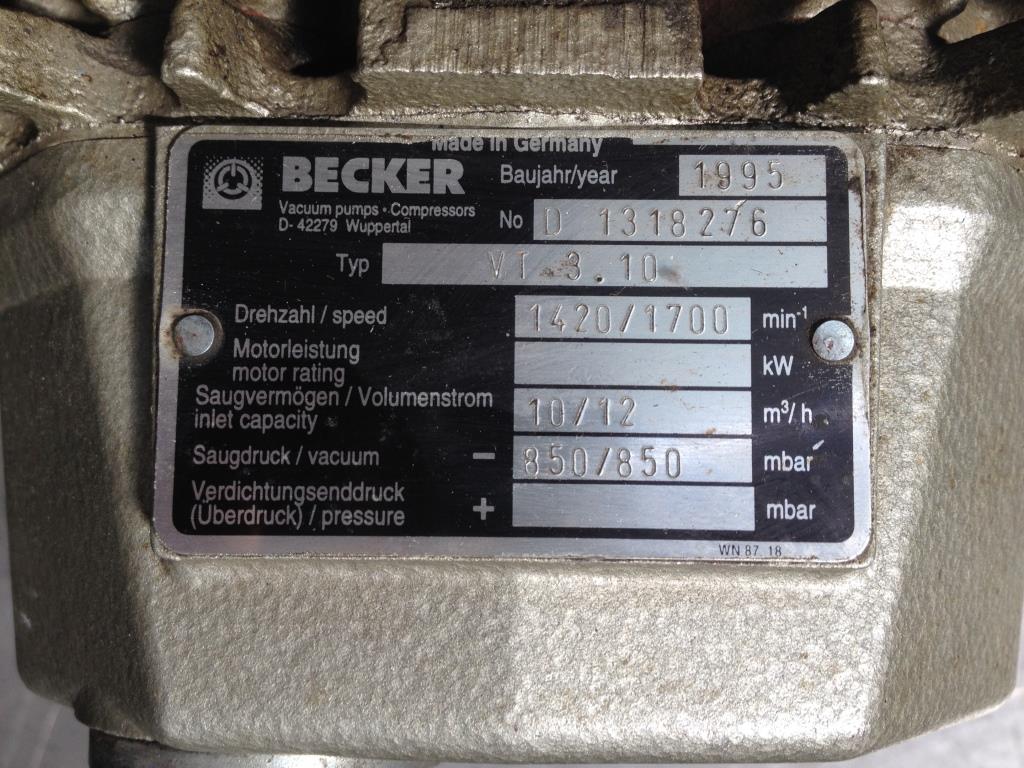 Made in Germany
BECKER
Baujahr/year 1995
Vacuum pumps • Compressors
D- 42279 Wuppertal
No D 1318276
Typ VT 3.10
Drehzahl / speed 1420/1700 min-1
Motorleistung
motor rating kW
Saugvermögen / Volumenstrom
inlet capacity 10/12 m³/h
Saugdruck / vacuum – 850/850 mbar
Verdichtungsenddruck
(Überdruck) / pressure + mbar
WN 87 18